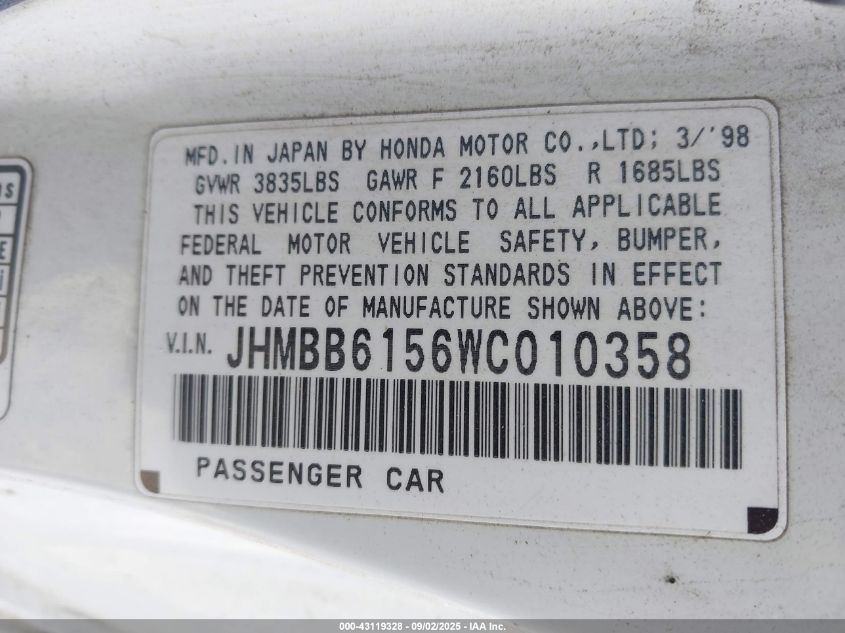 MFD. IN JAPAN BY HONDA MOTOR CO.,LTD; 3/'98
GVWR 3835LBS GAWR F 2160LBS R 1685LBS
THIS VEHICLE CONFORMS TO ALL APPLICABLE
FEDERAL MOTOR VEHICLE SAFETY, BUMPER,
AND THEFT PREVENTION STANDARDS IN EFFECT
ON THE DATE OF MANUFACTURE SHOWN ABOVE:
V.I.N. JHMBB6156WC010358
PASSENGER CAR
000-43119328 - 09/02/2025 - IAA Inc.